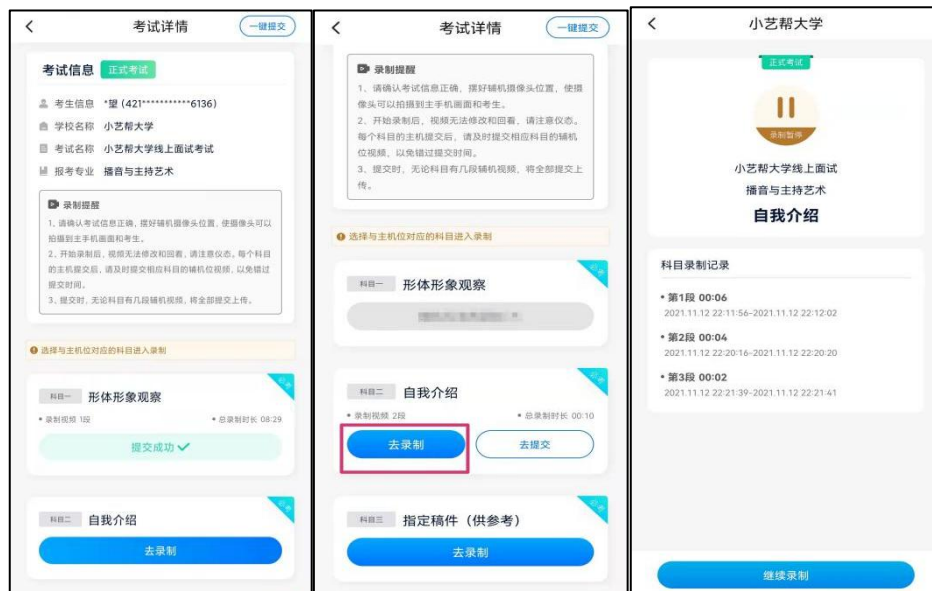 考试详情
一键提交
考试信息 正式考试
考生信息 *望 (421***********6136)
学校名称 小艺帮大学
考试名称 小艺帮大学线上面试考试
报考专业 播音与主持艺术
录制提醒
1、请确认考试信息正确，摆好辅机摄像头位置，使摄像头可以
拍摄到主手机画面和考生。
2、开始录制后，视频无法修改和回看，请注意仪态。每个科目
的主机提交后，请及时提交相应科目的辅机位视频，以免错过
提交时间。
3、提交时，无论科目有几段辅机视频，将全部提交上传。
选择与主机位对应的科目进入录制
必考
科目一 形体形象观察
• 录制视频 1段 • 总录制时长 08:29
提交成功
必考
科目二 自我介绍
去录制
考试详情
一键提交
录制提醒
1、请确认考试信息正确，摆好辅机摄像头位置，使摄
像头可以拍摄到主手机画面和考生。
2、开始录制后，视频无法修改和回看，请注意仪态。
每个科目的主机提交后，请及时提交相应科目的辅机
位视频，以免错过提交时间。
3、提交时，无论科目有几段辅机视频，将全部提交上
传。
选择与主机位对应的科目进入录制
必考
科目一 形体形象观察
必考
科目二 自我介绍
• 录制视频 2段 • 总录制时长 00:10
去录制 去提交
必考
科目三 指定稿件（供参考）
去录制
小艺帮大学
正式考试
录制暂停
小艺帮大学线上面试
播音与主持艺术
自我介绍
科目录制记录
• 第1段 00:06
2021.11.12 22:11:56-2021.11.12 22:12:02
• 第2段 00:04
2021.11.12 22:20:16-2021.11.12 22:20:20
• 第3段 00:02
2021.11.12 22:21:39-2021.11.12 22:21:41
继续录制